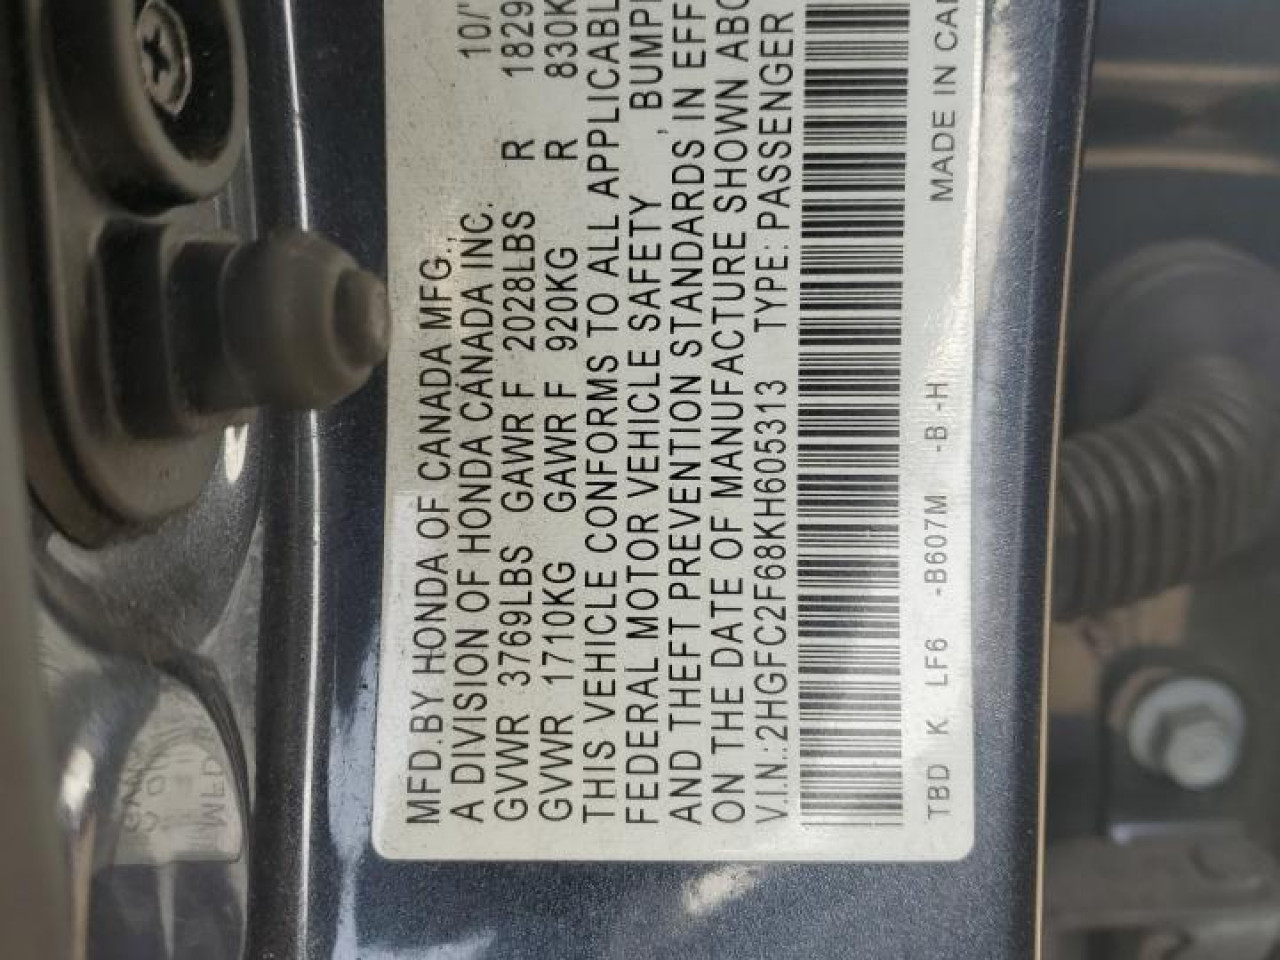 MFD.BY HONDA OF CANADA MFG., 10/'
A DIVISION OF HONDA CANADA INC.
GVWR 3769LBS GAWR F 2028LBS R 1829
GVWR 1710KG GAWR F 920KG R 830K
THIS VEHICLE CONFORMS TO ALL APPLICABL
FEDERAL MOTOR VEHICLE SAFETY , BUMP
AND THEFT PREVENTION STANDARDS IN EFF
ON THE DATE OF MANUFACTURE SHOWN ABO
V.I.N.:2HGFC2F68KH605313 TYPE: PASSENGER
TBD K LF6 -B607M -B -H MADE IN CA